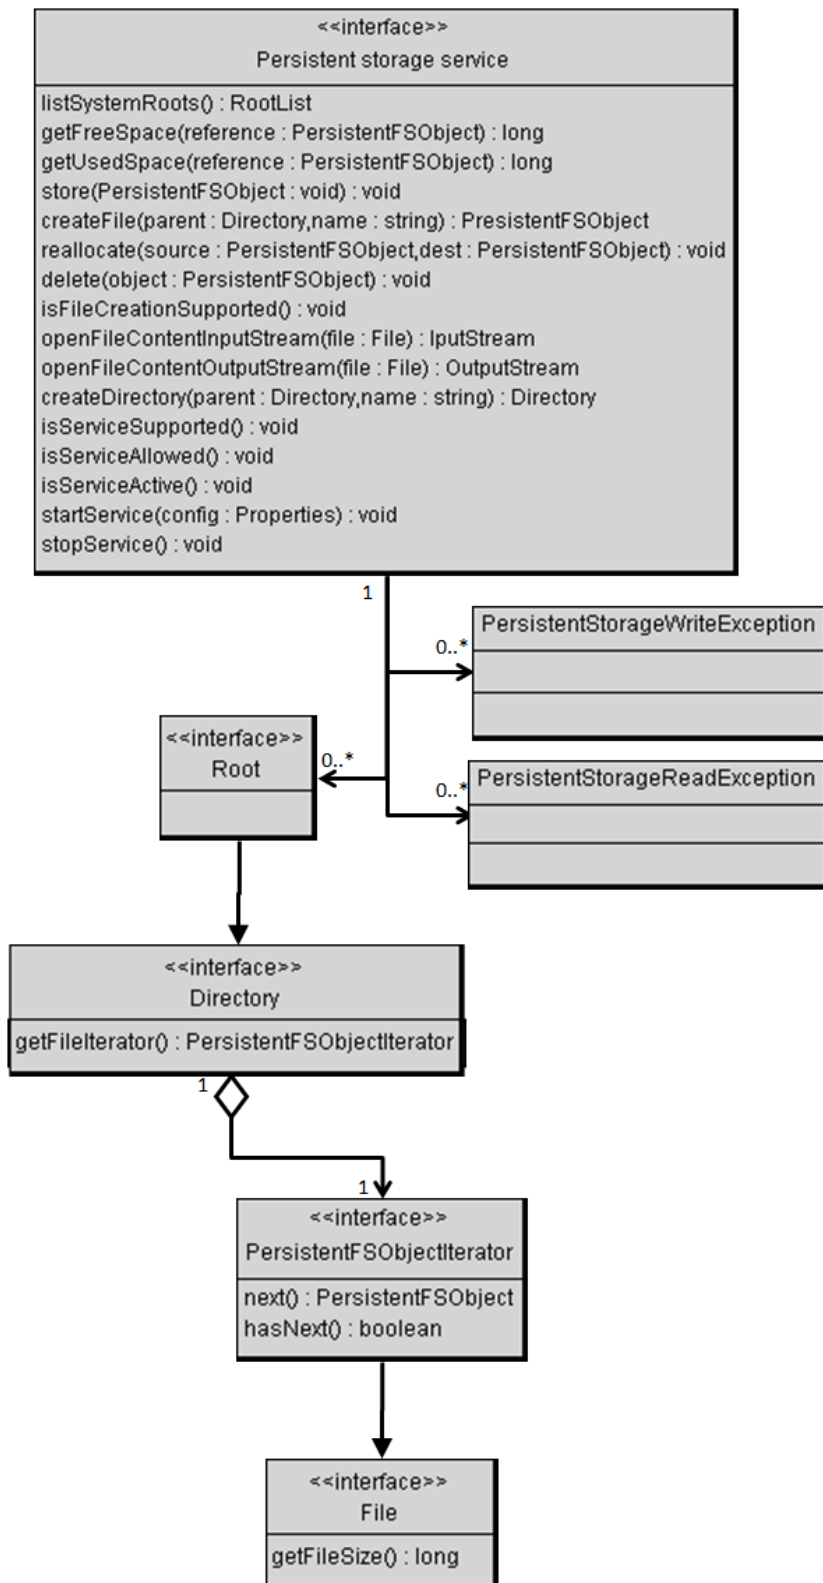 <<interface>>
Persistent storage service
listSystemRoots() : RootList
getFreeSpace(reference : PersistentFSObject) : long
getUsedSpace(reference : PersistentFSObject) : long
store(PersistentFSObject : void) : void
createFile(parent : Directory,name : string) : PresistentFSObject
reallocate(source : PersistentFSObject,dest : PersistentFSObject) : void
delete(object : PersistentFSObject) : void
isFileCreationSupported() : void
openFileContentInputStream(file : File) : IputStream
openFileContentOutputStream(file : File) : OutputStream
createDirectory(parent : Directory,name : string) : Directory
isServiceSupported() : void
isServiceAllowed() : void
isServiceActive() : void
startService(config : Properties) : void
stopService() : void
1
PersistentStorageWriteException
0..*
<<interface>>
Root
0..*
PersistentStorageReadException
0..*
<<interface>>
Directory
getFileIterator() : PersistentFSObjectIterator
1
1
<<interface>>
PersistentFSObjectIterator
next() : PersistentFSObject
hasNext() : boolean
<<interface>>
File
getFileSize() : long